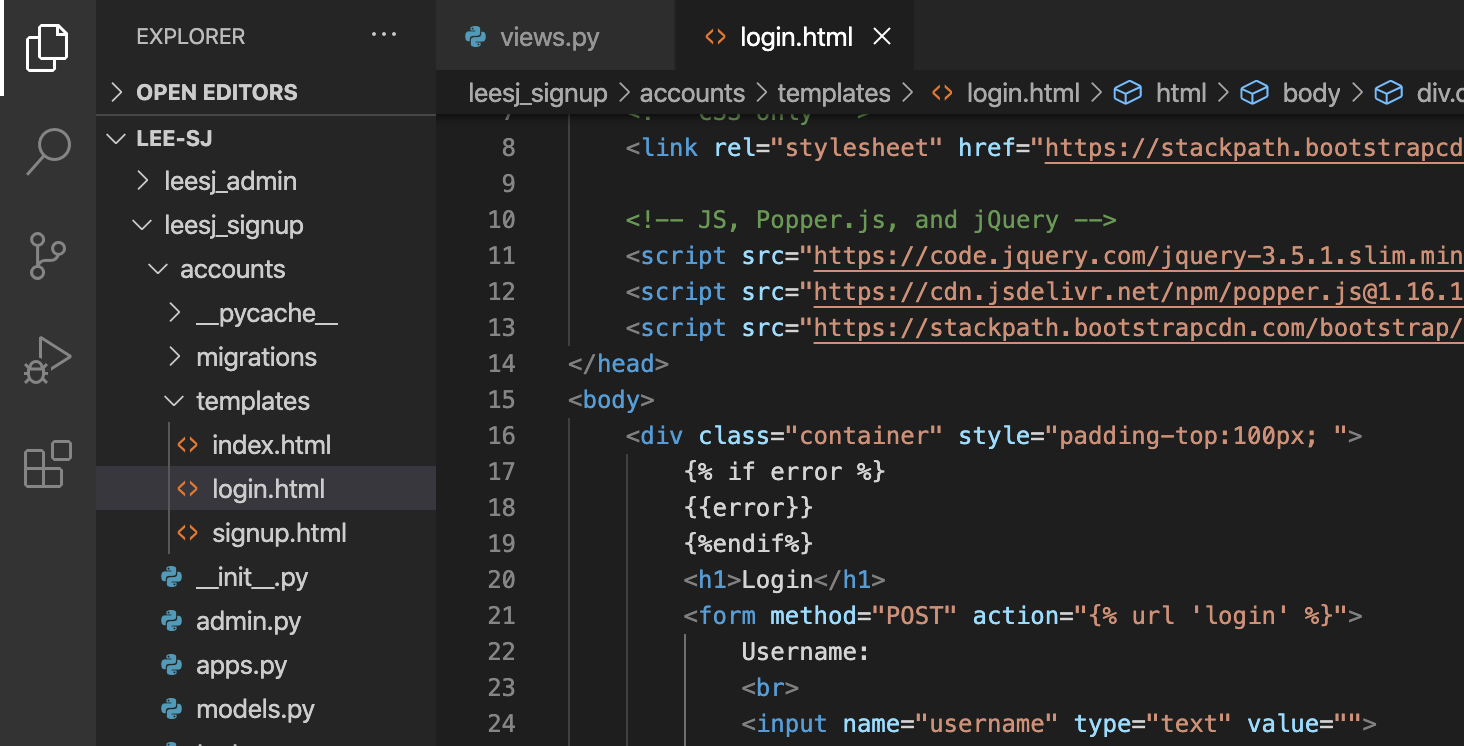 EXPLORER ...
OPEN EDITORS
LEE-SJ
leesj_admin
leesj_signup
accounts
__pycache__
migrations
templates
index.html
login.html
signup.html
__init__.py
admin.py
apps.py
models.py
views.py
login.html
leesj_signup > accounts > templates > <> login.html > html > body > div.c
7 <!-- CSS only -->
8 <link rel="stylesheet" href="https://stackpath.bootstrapcd
9
10 <!-- JS, Popper.js, and jQuery -->
11 <script src="https://code.jquery.com/jquery-3.5.1.slim.min
12 <script src="https://cdn.jsdelivr.net/npm/popper.js@1.16.1
13 <script src="https://stackpath.bootstrapcdn.com/bootstrap/
14 </head>
15 <body>
16 <div class="container" style="padding-top:100px; ">
17 {% if error %}
18 {{error}}
19 {%endif%}
20 <h1>Login</h1>
21 <form method="POST" action="{% url 'login' %}">
22 Username:
23 <br>
24 <input name="username" type="text" value="">